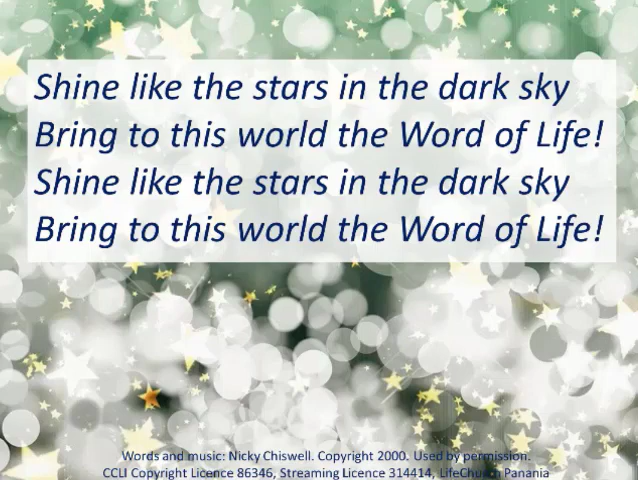 Shine like the stars in the dark sky
Bring to this world the Word of Life!
Shine like the stars in the dark sky
Bring to this world the Word of Life!
Words and music: Nicky Chiswell. Copyright 2000. Used by permission.
CCLI Copyright Licence 86346, Streaming Licence 314414, LifeChurch Panania